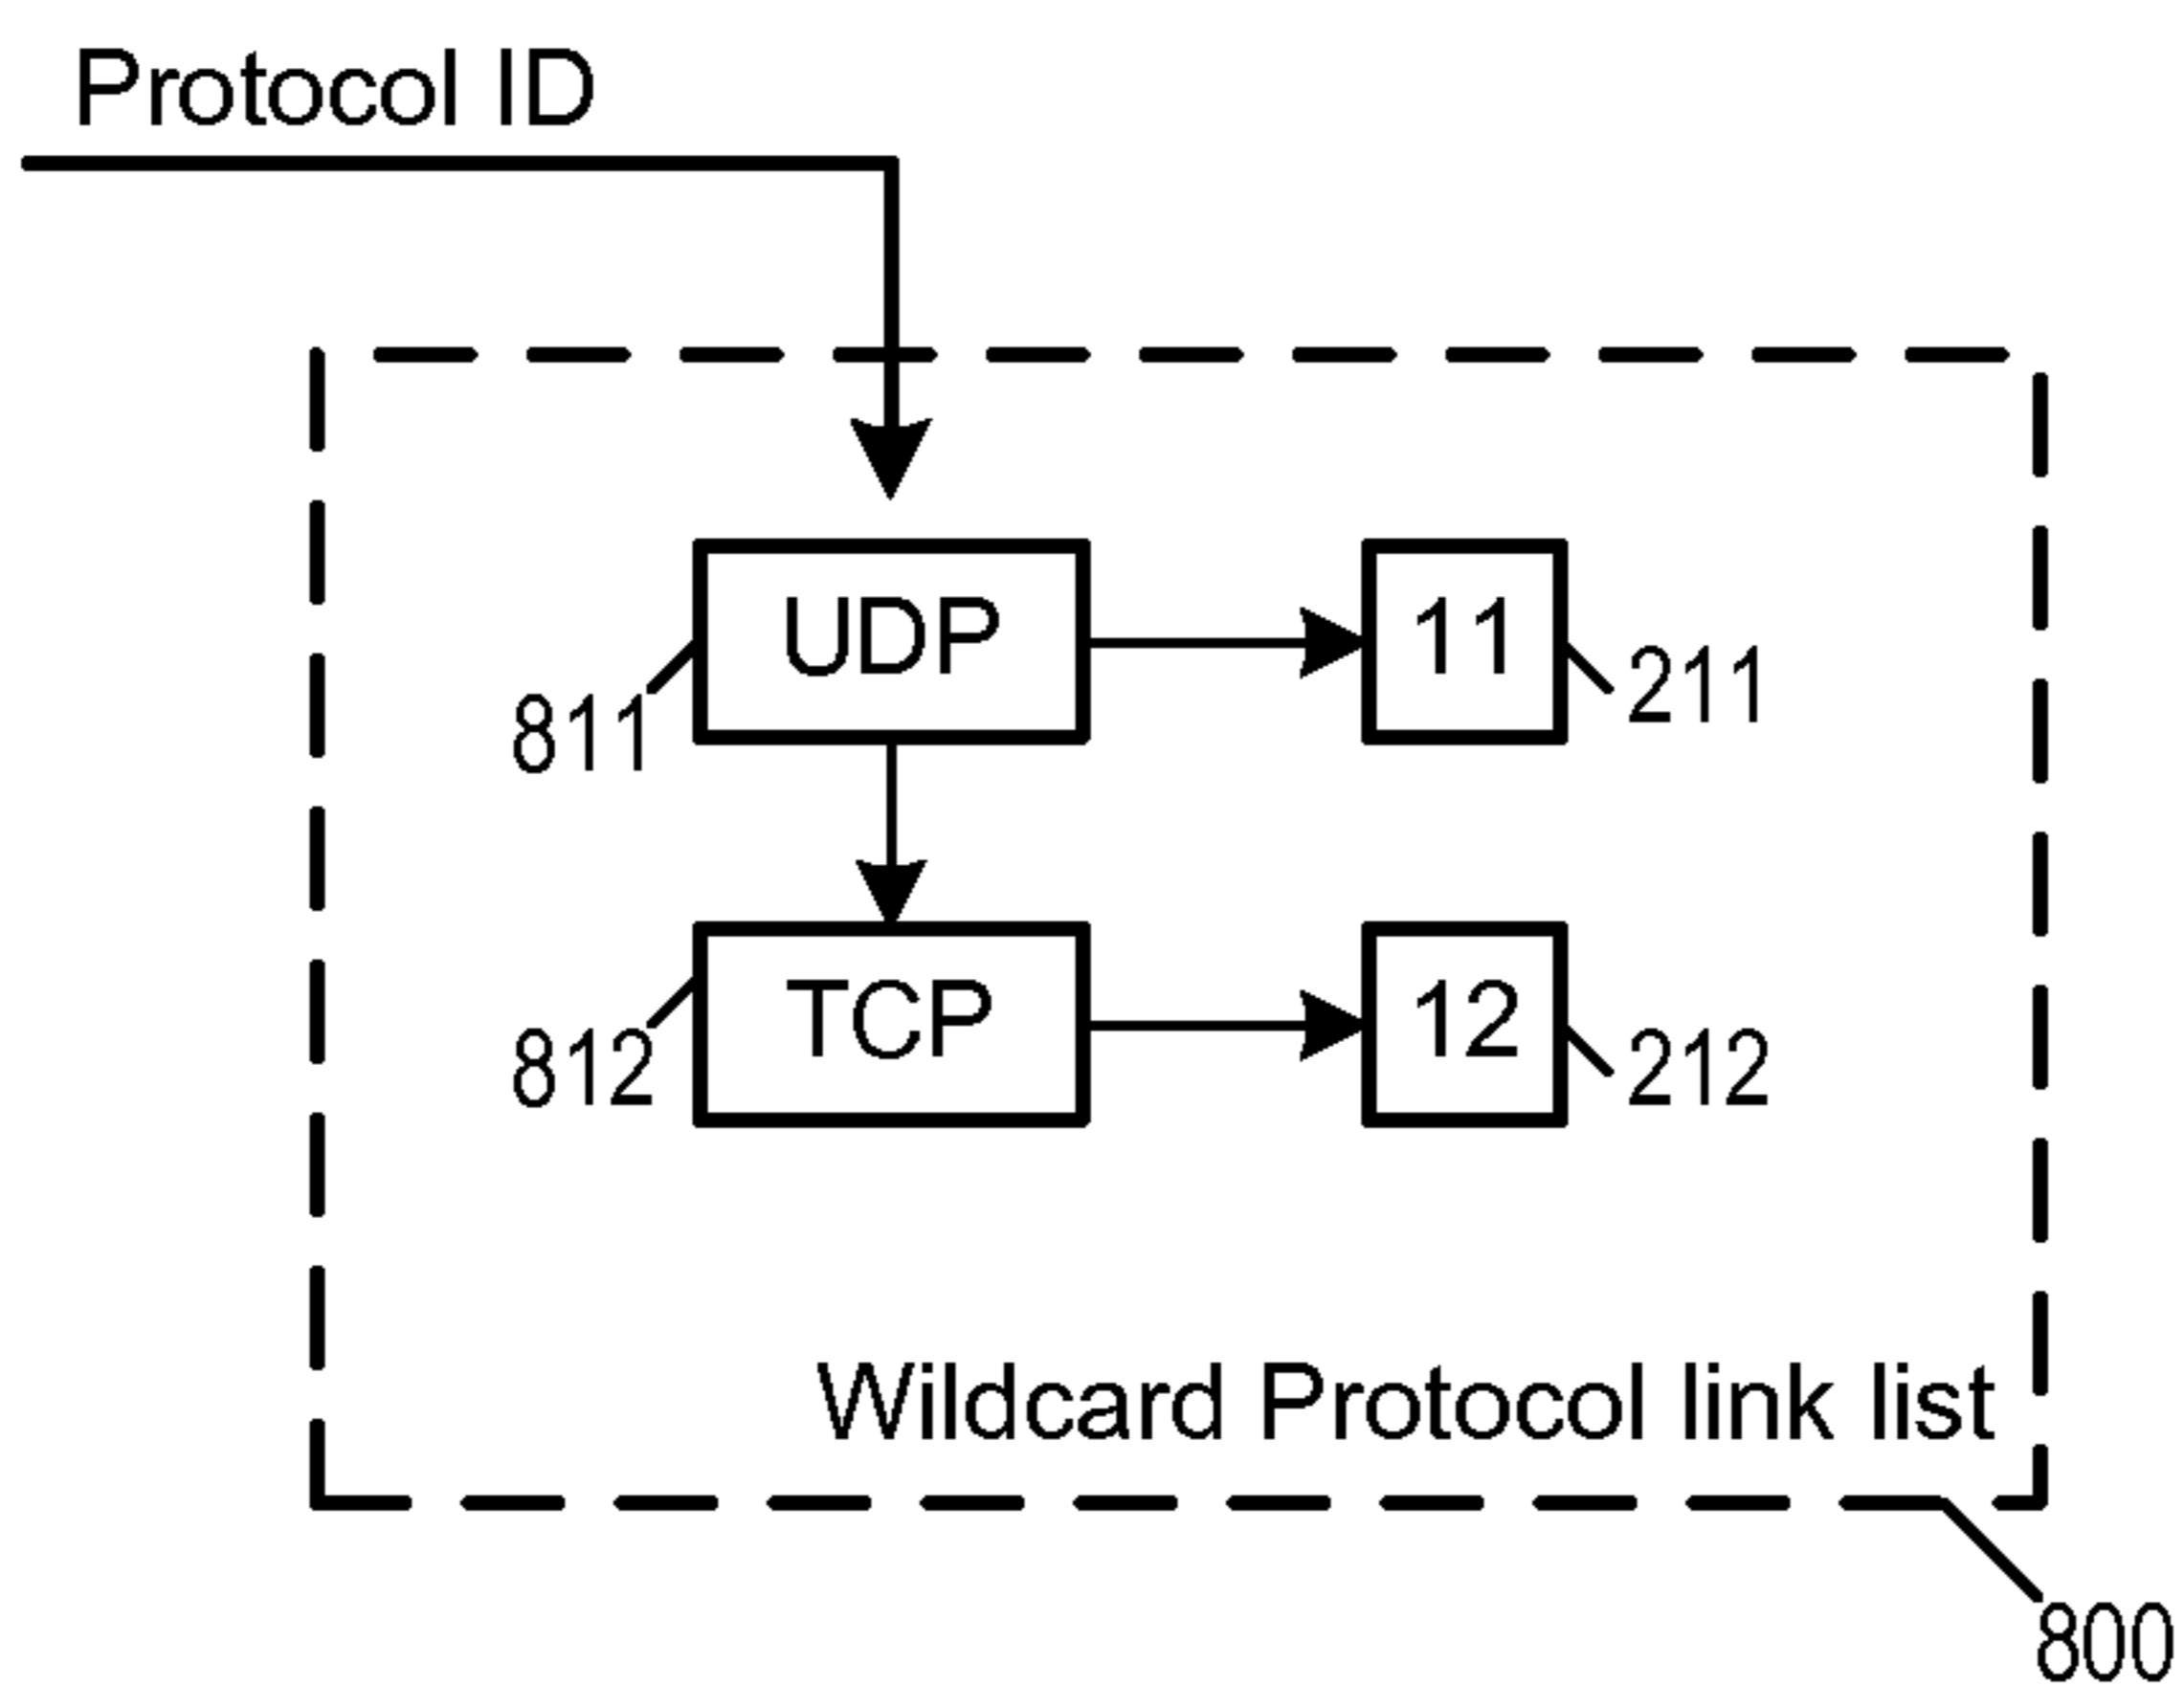 Protocol ID
UDP
11
811
211
TCP
12
812
212
Wildcard Protocol link list
800